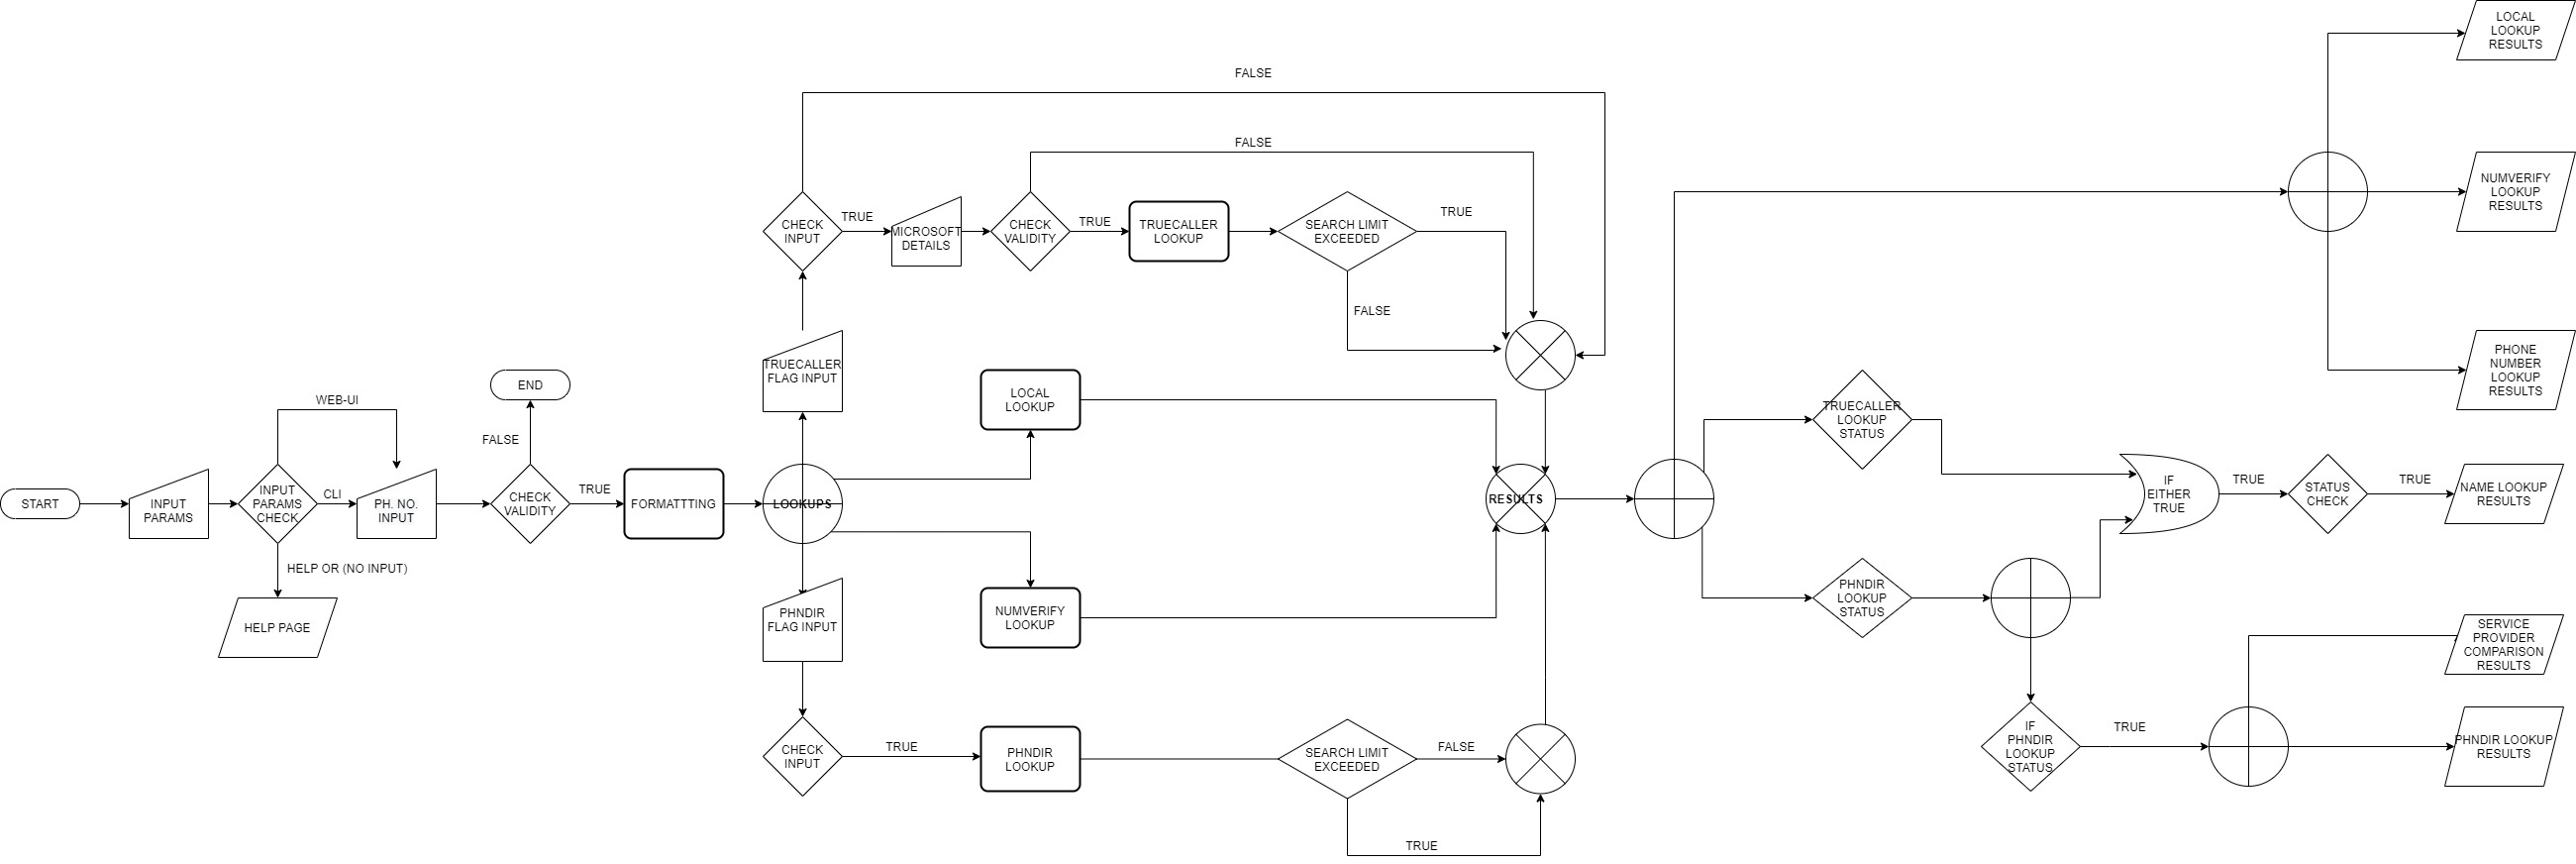 LOCAL
LOOKUP
RESULTS
FALSE
FALSE
NUMVERIFY
LOOKUP
RESULTS
CHECK
INPUT
TRUE
MICROSOFT
DETAILS
CHECK
VALIDITY
TRUE
TRUECALLER
LOOKUP
SEARCH LIMIT
EXCEEDED
TRUE
FALSE
PHONE
NUMBER
LOOKUP
RESULTS
TRUECALLER
FLAG INPUT
END
LOCAL
LOOKUP
WEB-UI
FALSE
TRUECALLER
LOOKUP
STATUS
START
INPUT
PARAMS
INPUT
PARAMS
CHECK
CLI
PH. NO.
INPUT
CHECK
VALIDITY
TRUE
FORMATTTING
LOOKUPS
RESULTS
IF
EITHER
TRUE
TRUE
STATUS
CHECK
TRUE
NAME LOOKUP
RESULTS
HELP OR (NO INPUT)
HELP PAGE
PHNDIR
FLAG INPUT
NUMVERIFY
LOOKUP
PHNDIR
LOOKUP
STATUS
SERVICE
PROVIDER
COMPARISON
RESULTS
CHECK
INPUT
TRUE
PHNDIR
LOOKUP
SEARCH LIMIT
EXCEEDED
FALSE
TRUE
IF
PHNDIR
LOOKUP
STATUS
TRUE
PHNDIR LOOKUP
RESULTS